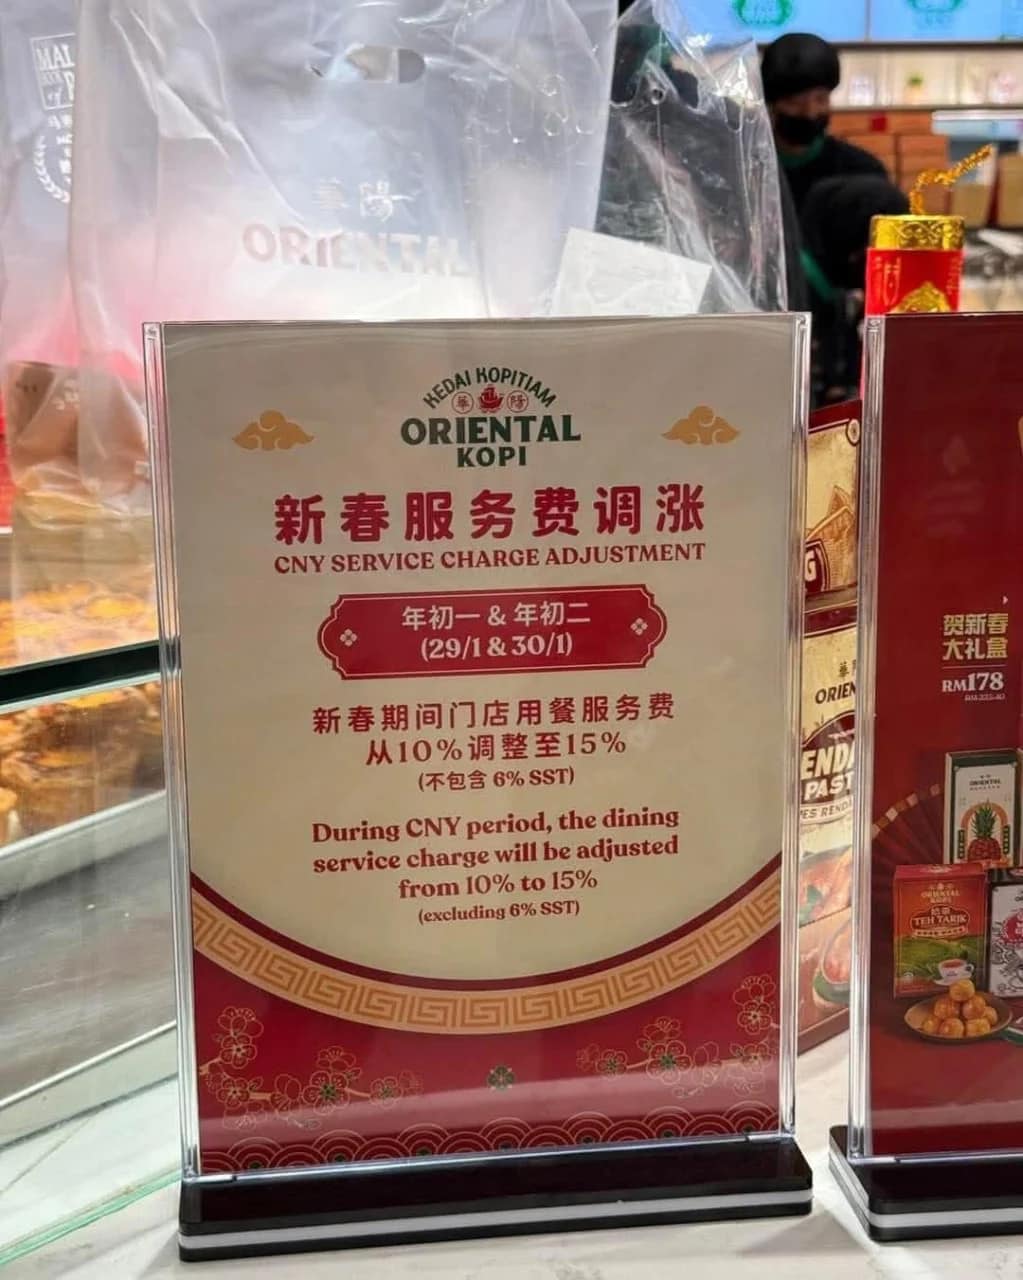 華陽
ORIENTAL
KEDAI KOPITIAM
華陽
ORIENTAL
KOPI
新春服务费调涨
CNY SERVICE CHARGE ADJUSTMENT
年初一 & 年初二
(29/1 & 30/1)
新春期间门店用餐服务费
从10%调整至15%
(不包含 6% SST)
During CNY period, the dining
service charge will be adjusted
from 10% to 15%
(excluding 6% SST)
贺新春
大礼盒
RM178
ORIENTAL
ORIENTAL
TEH TARIK